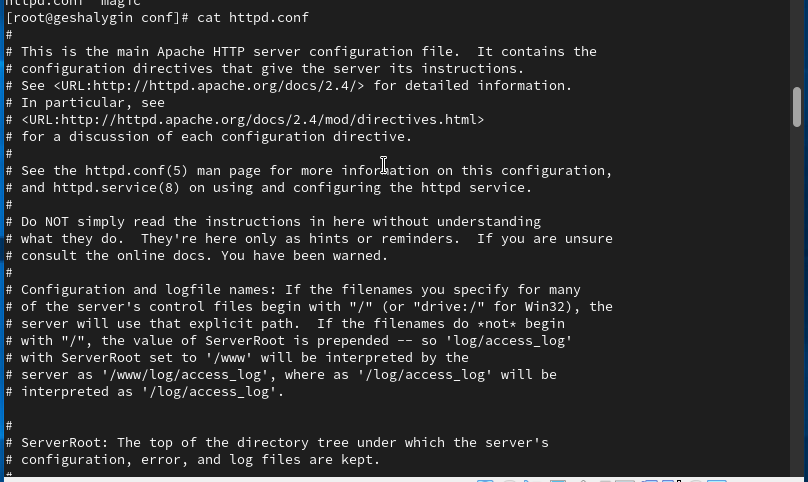 httpd.conf  magic
[root@geshalygin conf]# cat httpd.conf
#
# This is the main Apache HTTP server configuration file.  It contains the
# configuration directives that give the server its instructions.
# See <URL:http://httpd.apache.org/docs/2.4/> for detailed information.
# In particular, see
# <URL:http://httpd.apache.org/docs/2.4/mod/directives.html>
# for a discussion of each configuration directive.
#
# See the httpd.conf(5) man page for more information on this configuration,
# and httpd.service(8) on using and configuring the httpd service.
#
# Do NOT simply read the instructions in here without understanding
# what they do.  They're here only as hints or reminders.  If you are unsure
# consult the online docs. You have been warned.
#
# Configuration and logfile names: If the filenames you specify for many
# of the server's control files begin with "/" (or "drive:/" for Win32), the
# server will use that explicit path.  If the filenames do *not* begin
# with "/", the value of ServerRoot is prepended -- so 'log/access_log'
# with ServerRoot set to '/www' will be interpreted by the
# server as '/www/log/access_log', where as '/log/access_log' will be
# interpreted as '/log/access_log'.

#
# ServerRoot: The top of the directory tree under which the server's
# configuration, error, and log files are kept.
#